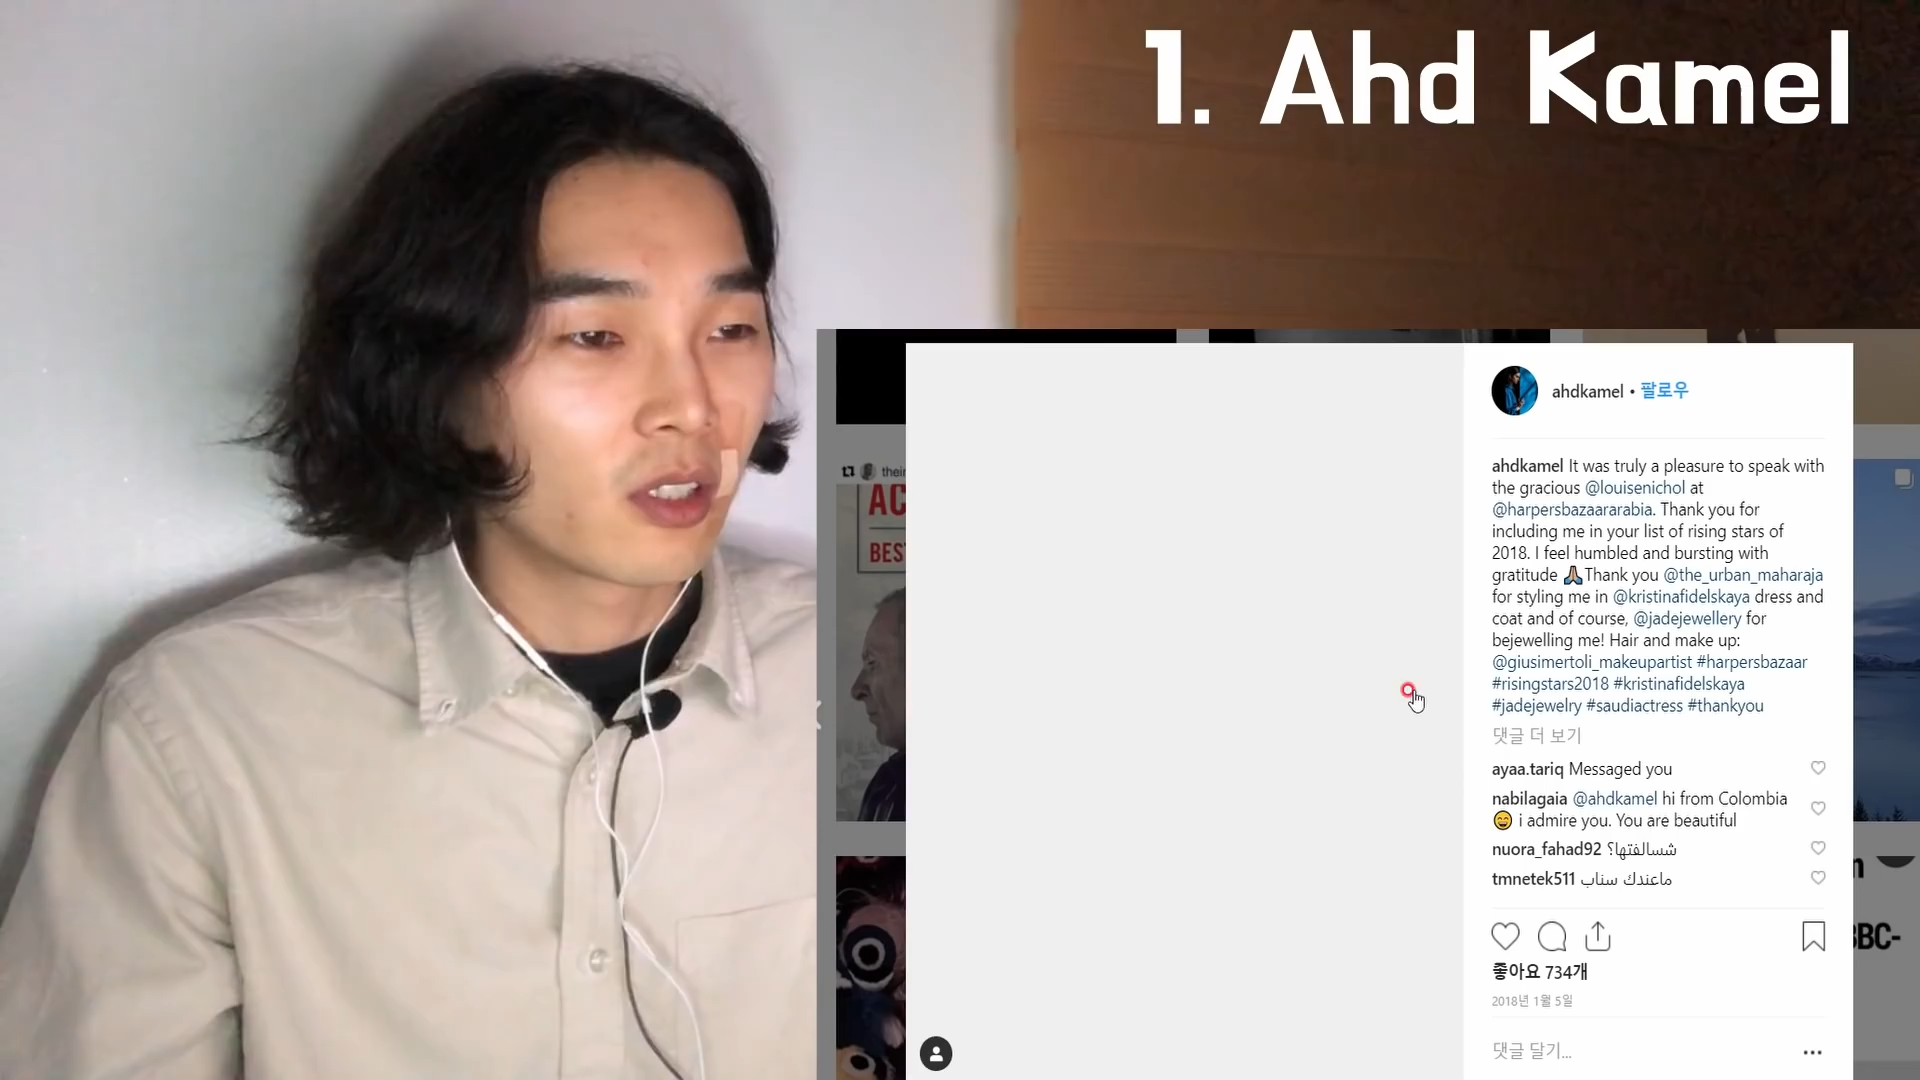 1. Ahd Kamel
ahdkamel • 팔로우
ahdkamel It was truly a pleasure to speak with
the gracious @louisenichol at
@harpersbazaararabia. Thank you for
including me in your list of rising stars of
2018. I feel humbled and bursting with
gratitude 🙏Thank you @the_urban_maharaja
for styling me in @kristinafidelskaya dress and
coat and of course, @jadejewellery for
bejewelling me! Hair and make up:
@giusimertoli_makeupartist #harpersbazaar
#risingstars2018 #kristinafidelskaya
#jadejewelry #saudiactress #thankyou
댓글 더 보기
ayaa.tariq Messaged you
nabilagaia @ahdkamel hi from Colombia
😄 i admire you. You are beautiful
nuora_fahad92 شسالفتها؟
tmnetek511 ماعندك سناب
좋아요 734개
2018년 1월 5일
댓글 달기...
BBC-